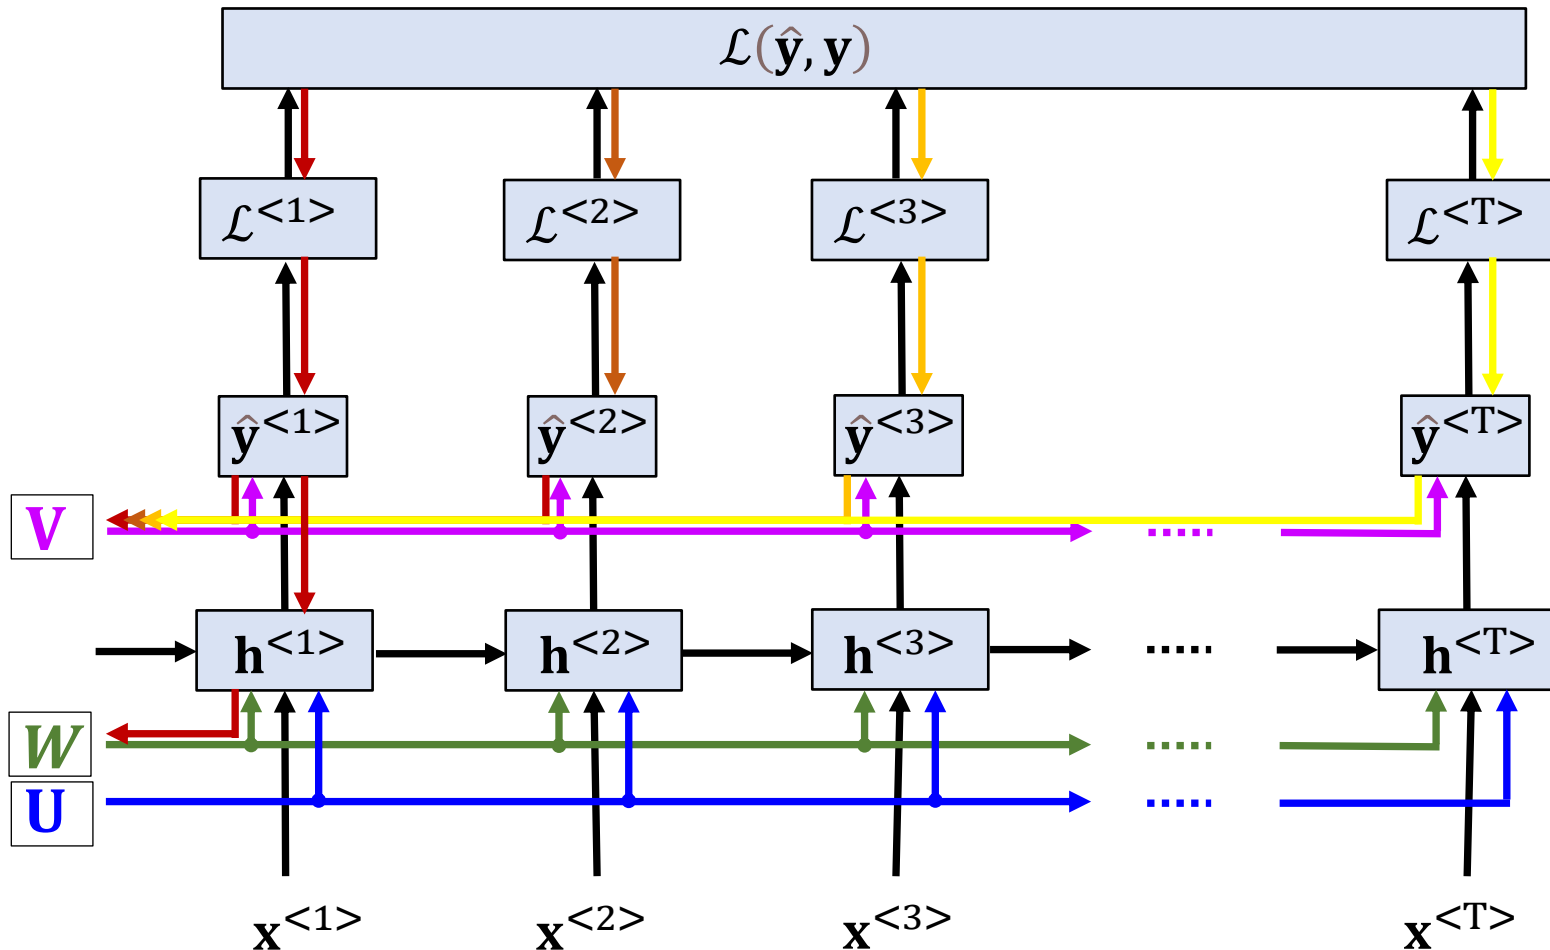 ℒ(ŷ, y)
ℒ<1> ℒ<2> ℒ<3> ℒ<T>
ŷ<1> ŷ<2> ŷ<3> ŷ<T>
V
h<1> h<2> h<3> h<T>
W
U
x<1> x<2> x<3> x<T>